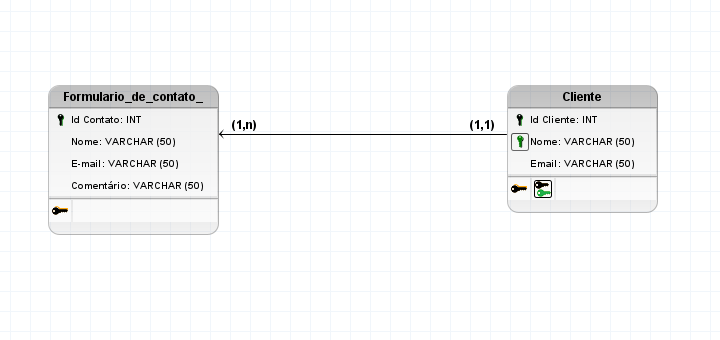 Formulario_de_contato_
Id Contato: INT
Nome: VARCHAR (50)
E-mail: VARCHAR (50)
Comentário: VARCHAR (50)
(1,n)
(1,1)
Cliente
Id Cliente: INT
Nome: VARCHAR (50)
Email: VARCHAR (50)